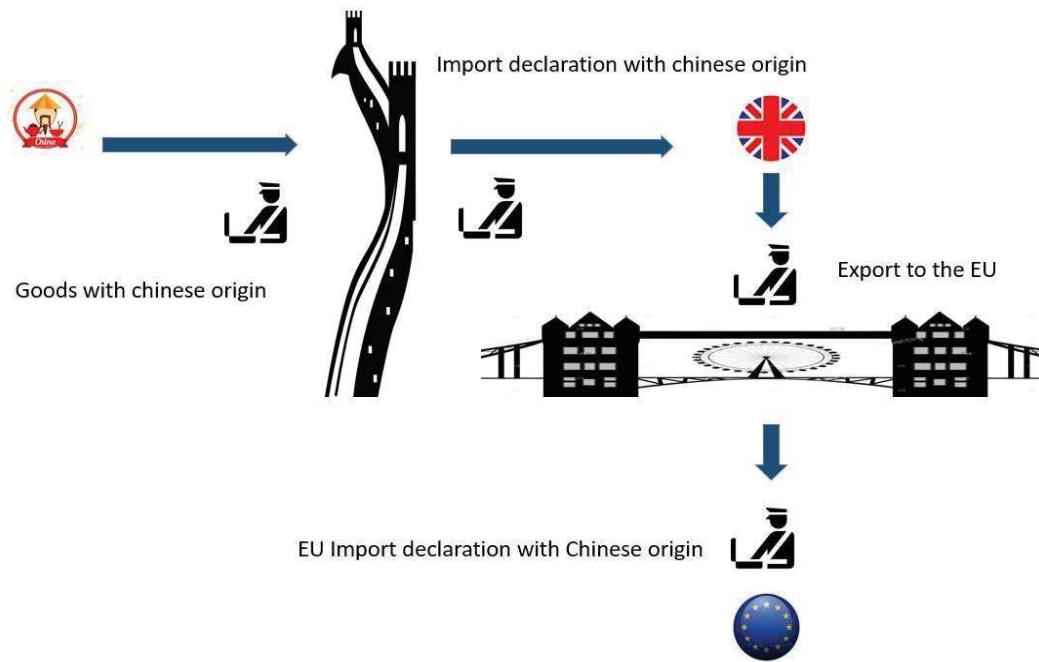 Import declaration with chinese origin
China
Goods with chinese origin
Export to the EU
EU Import declaration with Chinese origin